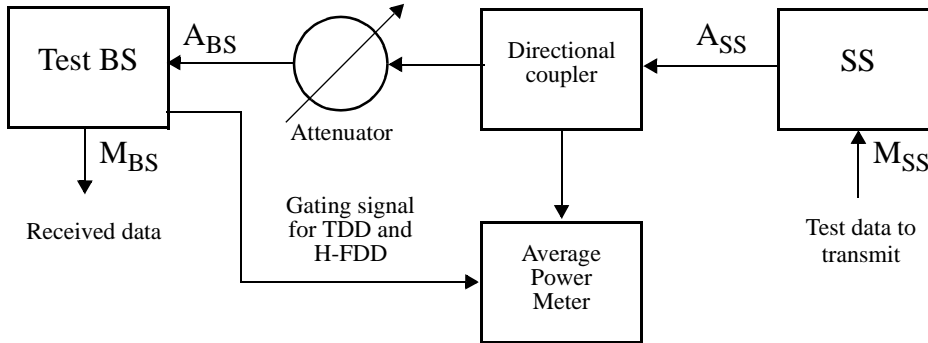 Test BS
A_BS
Attenuator
Directional
coupler
A_SS
SS
M_BS
Received data
Gating signal
for TDD and
H-FDD
Average
Power
Meter
M_SS
Test data to
transmit